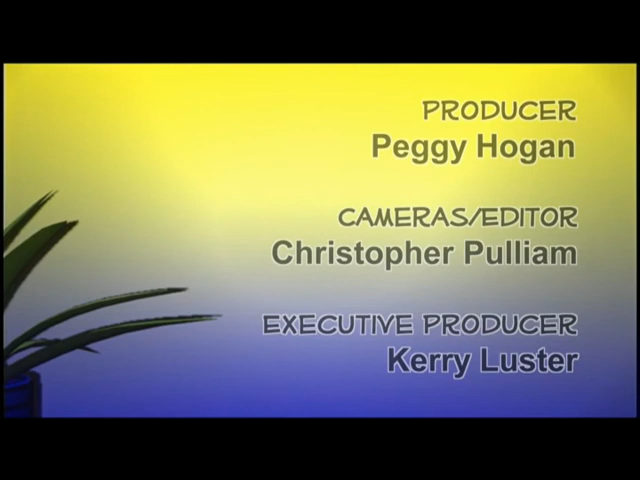 PRODUCER
Peggy Hogan
CAMERAS/EDITOR
Christopher Pulliam
EXECUTIVE PRODUCER
Kerry Luster